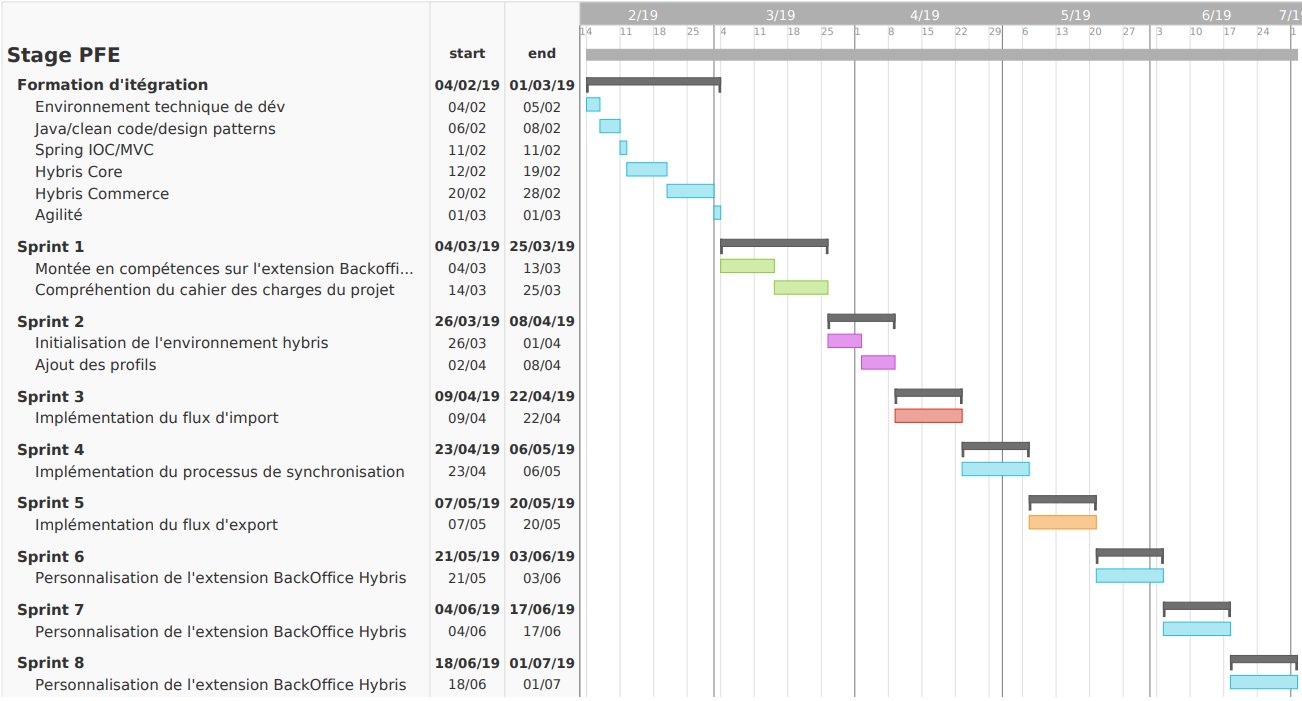 2/19 3/19 4/19 5/19 6/19 7/1
14 11 18 25 4 11 18 25 1 8 15 22 29 6 13 20 27 3 10 17 24 1
Stage PFE start end
Formation d'itégration 04/02/19 01/03/19
Environnement technique de dév 04/02 05/02
Java/clean code/design patterns 06/02 08/02
Spring IOC/MVC 11/02 11/02
Hybris Core 12/02 19/02
Hybris Commerce 20/02 28/02
Agilité 01/03 01/03
Sprint 1 04/03/19 25/03/19
Montée en compétences sur l'extension Backoffi... 04/03 13/03
Compréhention du cahier des charges du projet 14/03 25/03
Sprint 2 26/03/19 08/04/19
Initialisation de l'environnement hybris 26/03 01/04
Ajout des profils 02/04 08/04
Sprint 3 09/04/19 22/04/19
Implémentation du flux d'import 09/04 22/04
Sprint 4 23/04/19 06/05/19
Implémentation du processus de synchronisation 23/04 06/05
Sprint 5 07/05/19 20/05/19
Implémentation du flux d'export 07/05 20/05
Sprint 6 21/05/19 03/06/19
Personnalisation de l'extension BackOffice Hybris 21/05 03/06
Sprint 7 04/06/19 17/06/19
Personnalisation de l'extension BackOffice Hybris 04/06 17/06
Sprint 8 18/06/19 01/07/19
Personnalisation de l'extension BackOffice Hybris 18/06 01/07